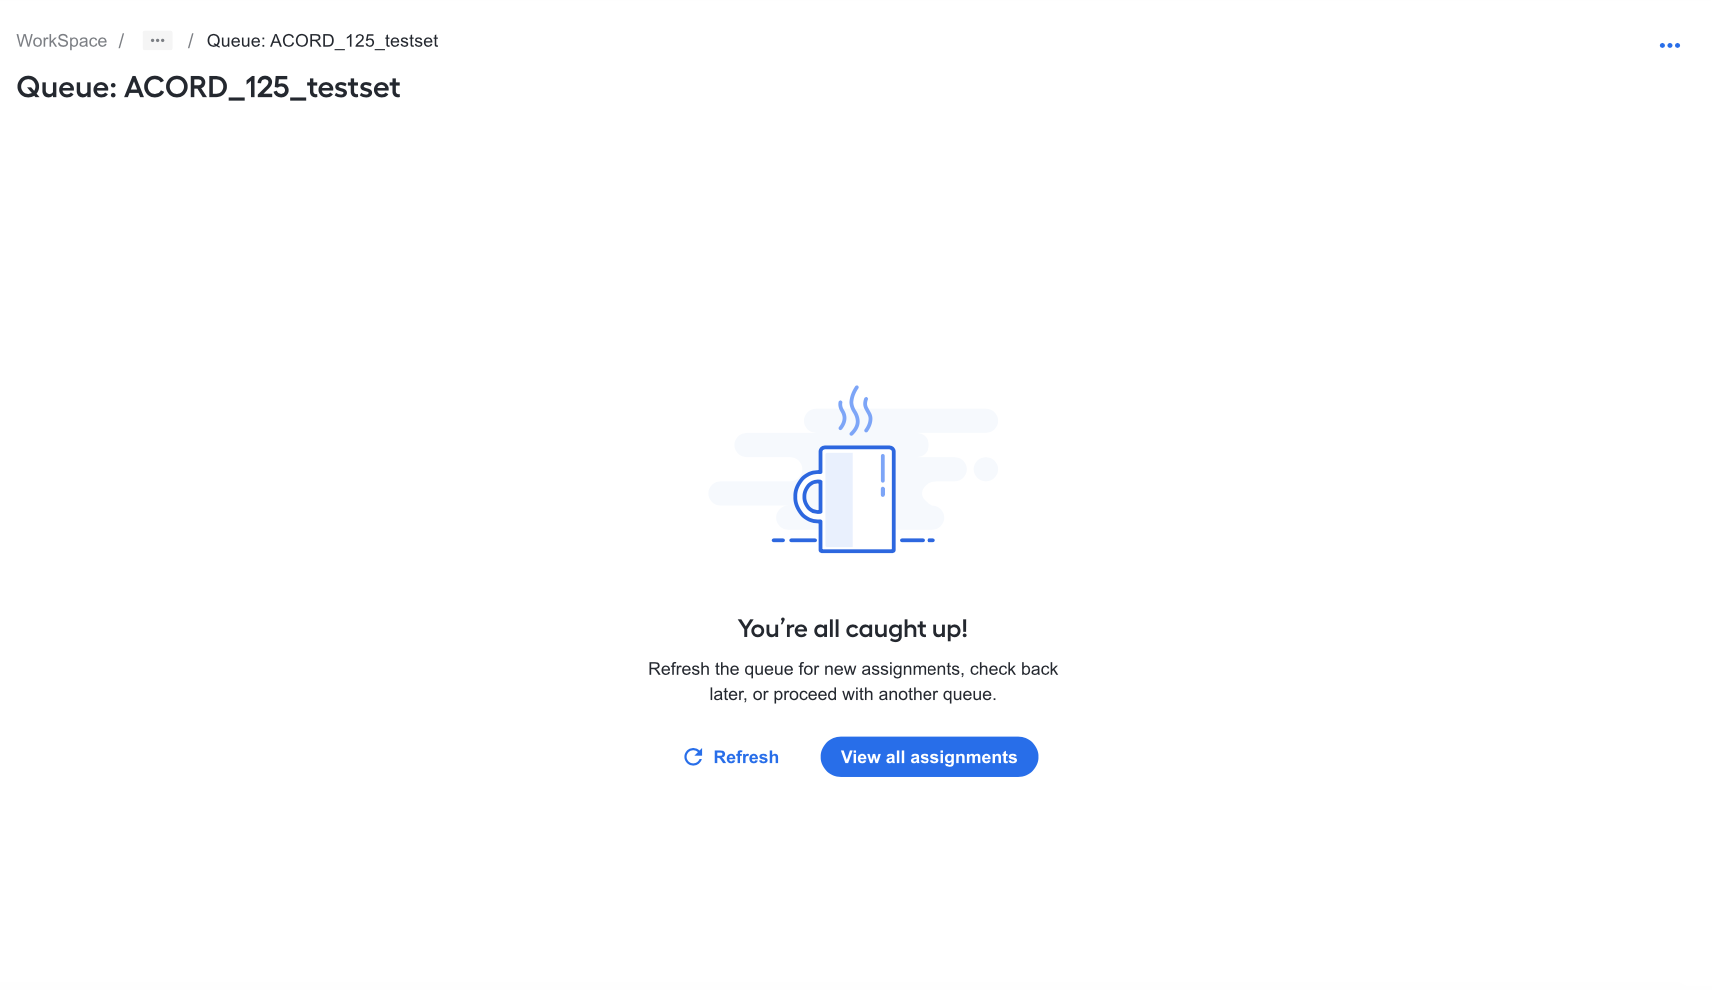 WorkSpace / ··· / Queue: ACORD_125_testset
Queue: ACORD_125_testset
You’re all caught up!
Refresh the queue for new assignments, check back
later, or proceed with another queue.
Refresh
View all assignments